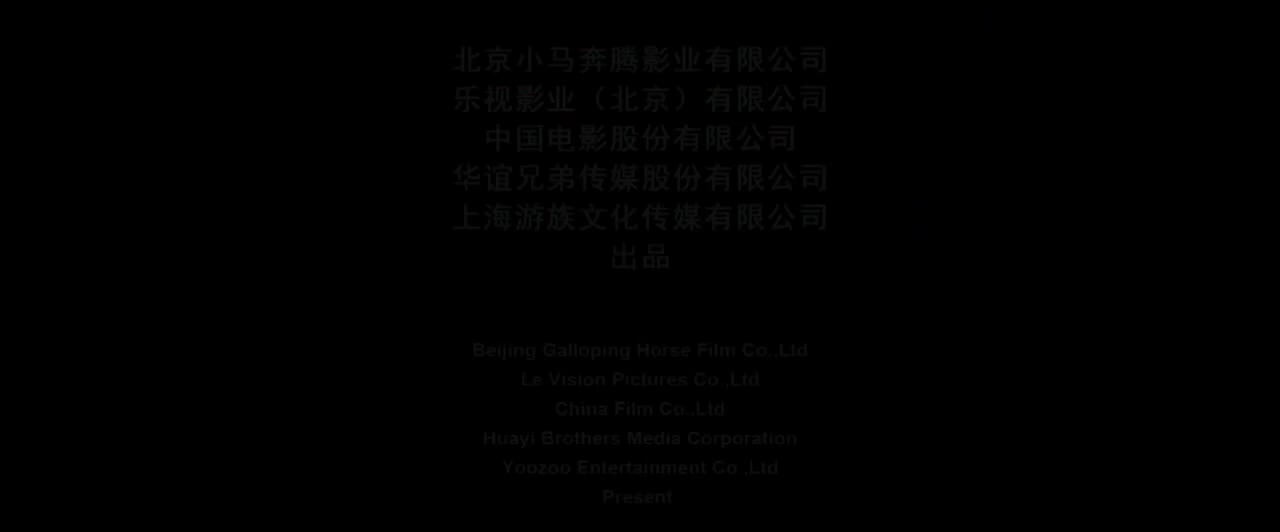 北京小马奔腾影业有限公司
乐视影业（北京）有限公司
中国电影股份有限公司
华谊兄弟传媒股份有限公司
上海游族文化传媒有限公司
出品
Beijing Galloping Horse Film Co.,Ltd
Le Vision Pictures Co.,Ltd
China Film Co.,Ltd
Huayi Brothers Media Corporation
Yoozoo Entertainment Co.,Ltd
Present